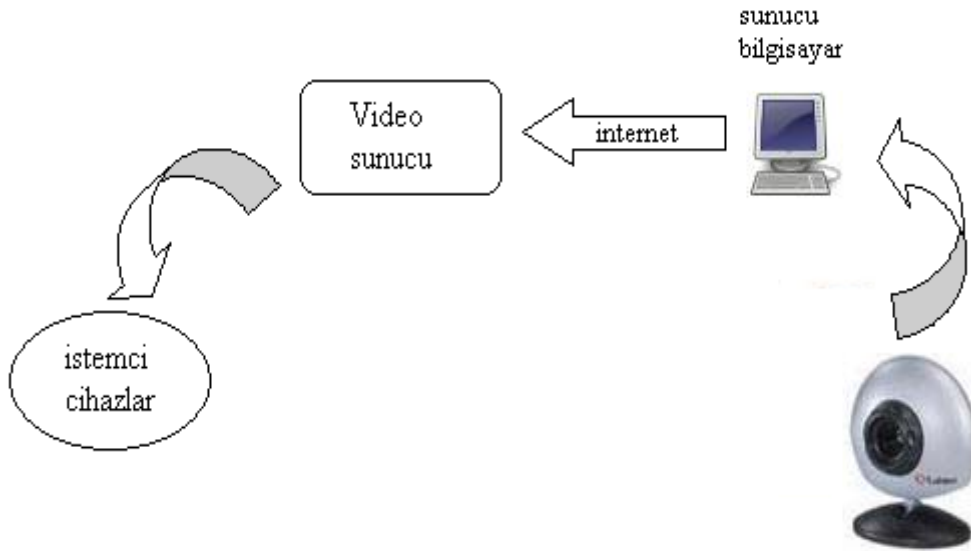 sunucu
bilgisayar
Video
sunucu
internet
istemci
cihazlar